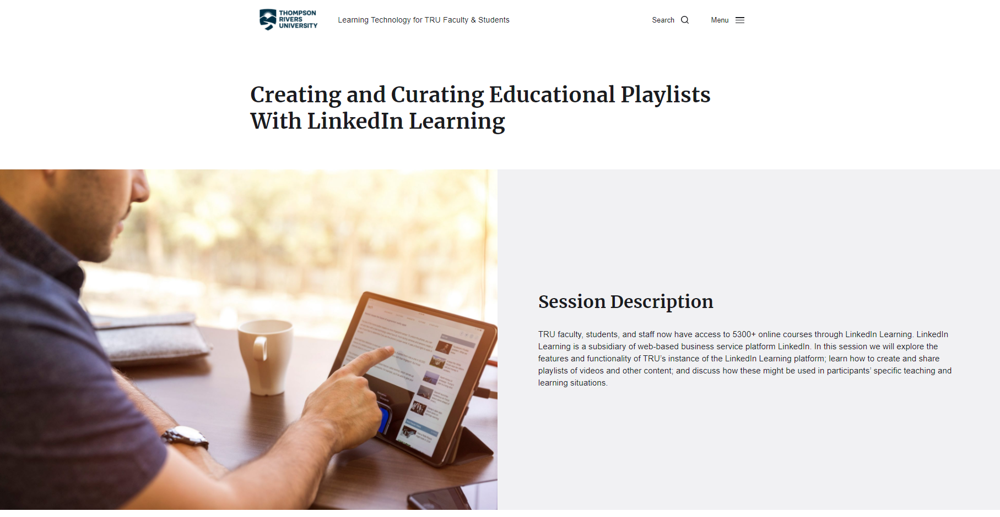 THOMPSON
RIVERS
UNIVERSITY
Learning Technology for TRU Faculty & Students
Search
Menu
Creating and Curating Educational Playlists
With LinkedIn Learning
Session Description
TRU faculty, students, and staff now have access to 5300+ online courses through LinkedIn Learning. LinkedIn
Learning is a subsidiary of web-based business service platform LinkedIn. In this session we will explore the
features and functionality of TRU’s instance of the LinkedIn Learning platform; learn how to create and share
playlists of videos and other content; and discuss how these might be used in participants’ specific teaching and
learning situations.